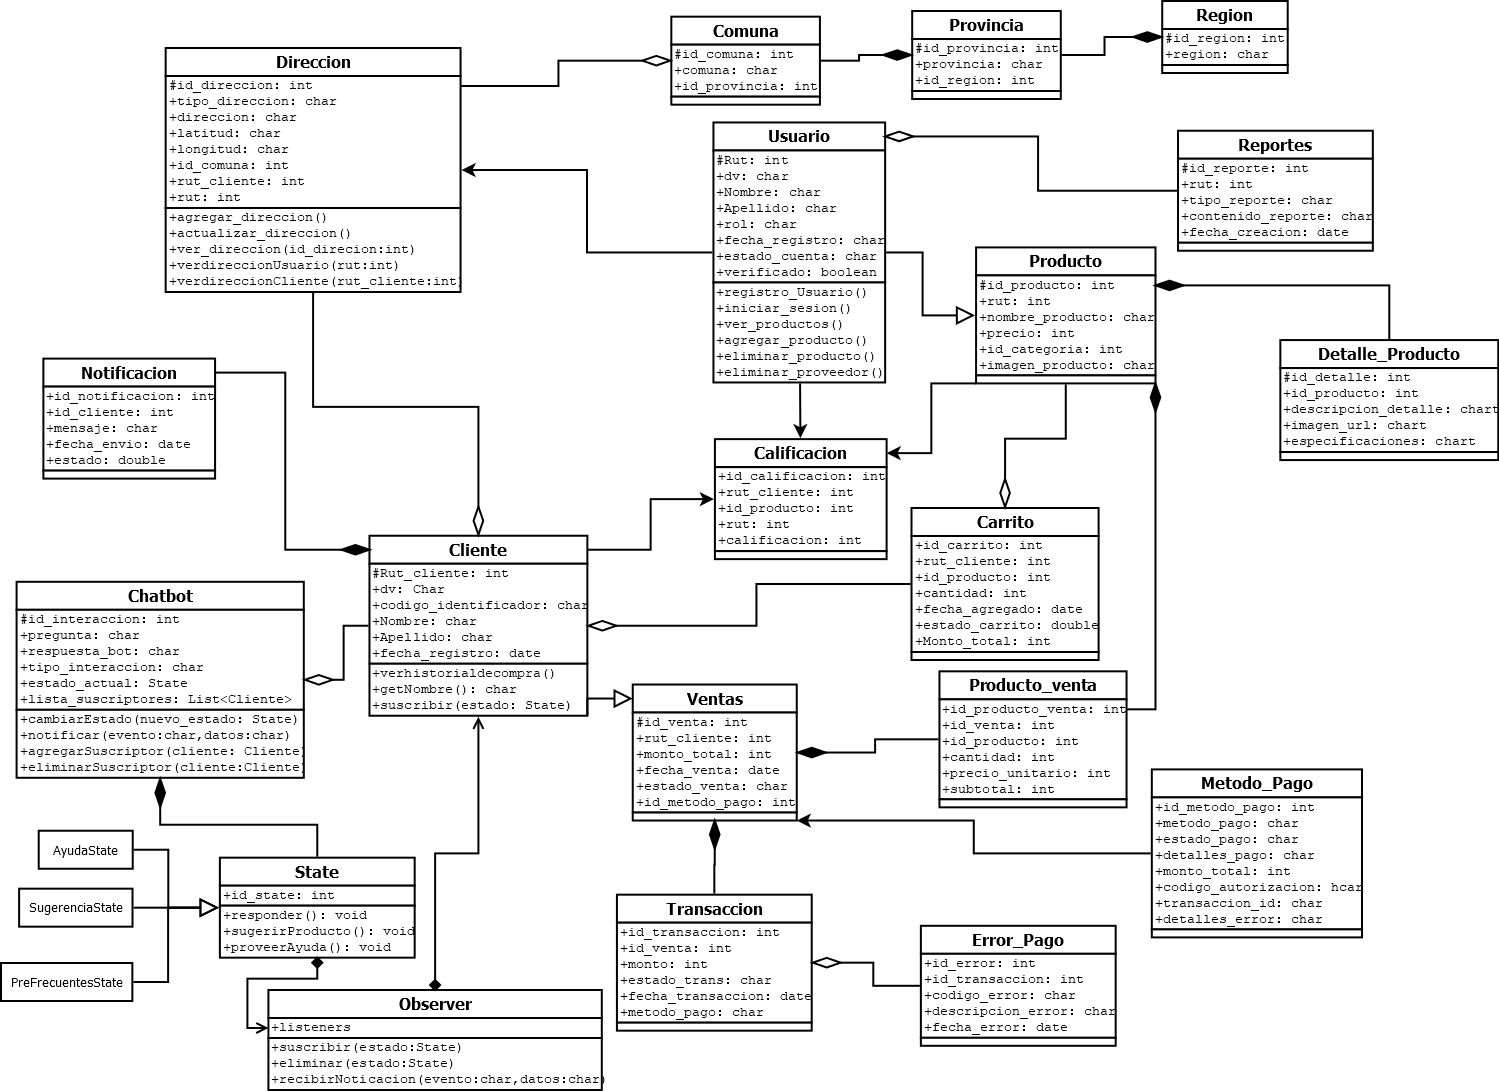 Region
#id_region: int
+region: char
Provincia
#id_provincia: int
+provincia: char
+id_region: int
Comuna
#id_comuna: int
+comuna: char
+id_provincia: int
Direccion
#id_direccion: int
+tipo_direccion: char
+direccion: char
+latitud: char
+longitud: char
+id_comuna: int
+rut_cliente: int
+rut: int
+agregar_direccion()
+actualizar_direccion()
+ver_direccion(id_direcion:int)
+verdireccionUsuario(rut:int)
+verdireccionCliente(rut_cliente:int)
Usuario
#Rut: int
+dv: char
+Nombre: char
+Apellido: char
+rol: char
+fecha_registro: char
+estado_cuenta: char
+verificado: boolean
+registro_Usuario()
+iniciar_sesion()
+ver_productos()
+agregar_producto()
+eliminar_producto()
+eliminar_proveedor()
Reportes
#id_reporte: int
+rut: int
+tipo_reporte: char
+contenido_reporte: char
+fecha_creacion: date
Producto
#id_producto: int
+rut: int
+nombre_producto: char
+precio: int
+id_categoria: int
+imagen_producto: char
Detalle_Producto
#id_detalle: int
+id_producto: int
+descripcion_detalle: chart
+imagen_url: chart
+especificaciones: chart
Notificacion
+id_notificacion: int
+id_cliente: int
+mensaje: char
+fecha_envio: date
+estado: double
Calificacion
+id_calificacion: int
+rut_cliente: int
+id_producto: int
+rut: int
+calificacion: int
Carrito
+id_carrito: int
+rut_cliente: int
+id_producto: int
+cantidad: int
+fecha_agregado: date
+estado_carrito: double
+Monto_total: int
Cliente
#Rut_cliente: int
+dv: Char
+codigo_identificador: char
+Nombre: char
+Apellido: char
+fecha_registro: date
+verhistorialdecompra()
+getNombre(): char
+suscribir(estado: State)
Chatbot
#id_interaccion: int
+pregunta: char
+respuesta_bot: char
+tipo_interaccion: char
+estado_actual: State
+lista_suscriptores: List<Cliente>
+cambiarEstado(nuevo_estado: State)
+notificar(evento:char,datos:char)
+agregarSuscriptor(cliente: Cliente)
+eliminarSuscriptor(cliente:Cliente)
Ventas
#id_venta: int
+rut_cliente: int
+monto_total: int
+fecha_venta: date
+estado_venta: char
+id_metodo_pago: int
Producto_venta
+id_producto_venta: int
+id_venta: int
+id_producto: int
+cantidad: int
+precio_unitario: int
+subtotal: int
Metodo_Pago
+id_metodo_pago: int
+metodo_pago: char
+estado_pago: char
+detalles_pago: char
+monto_total: int
+codigo_autorizacion: hcar
+transaccion_id: char
+detalles_error: char
AyudaState
SugerenciaState
PreFrecuentesState
State
+id_state: int
+responder(): void
+sugerirProducto(): void
+proveerAyuda(): void
Transaccion
+id_transaccion: int
+id_venta: int
+monto: int
+estado_trans: char
+fecha_transaccion: date
+metodo_pago: char
Error_Pago
+id_error: int
+id_transaccion: int
+codigo_error: char
+descripcion_error: char
+fecha_error: date
Observer
+listeners
+suscribir(estado:State)
+eliminar(estado:State)
+recibirNoticacion(evento:char,datos:char)